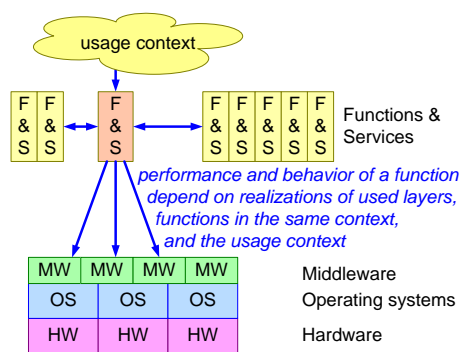 usage context
F F F F F F F F
& & & & & & & &
S S S S S S S S
Functions &
Services
performance and behavior of a function
depend on realizations of used layers,
functions in the same context,
and the usage context
MW MW MW MW
Middleware
OS OS OS
Operating systems
HW HW HW
Hardware